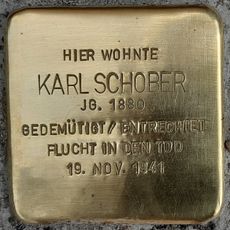 HIER WOHNTE
KARL SCHOBER
JG. 1880
GEDEMÜTIGT / ENTRECHTET
FLUCHT IN DEN TOD
19. NOV. 1941